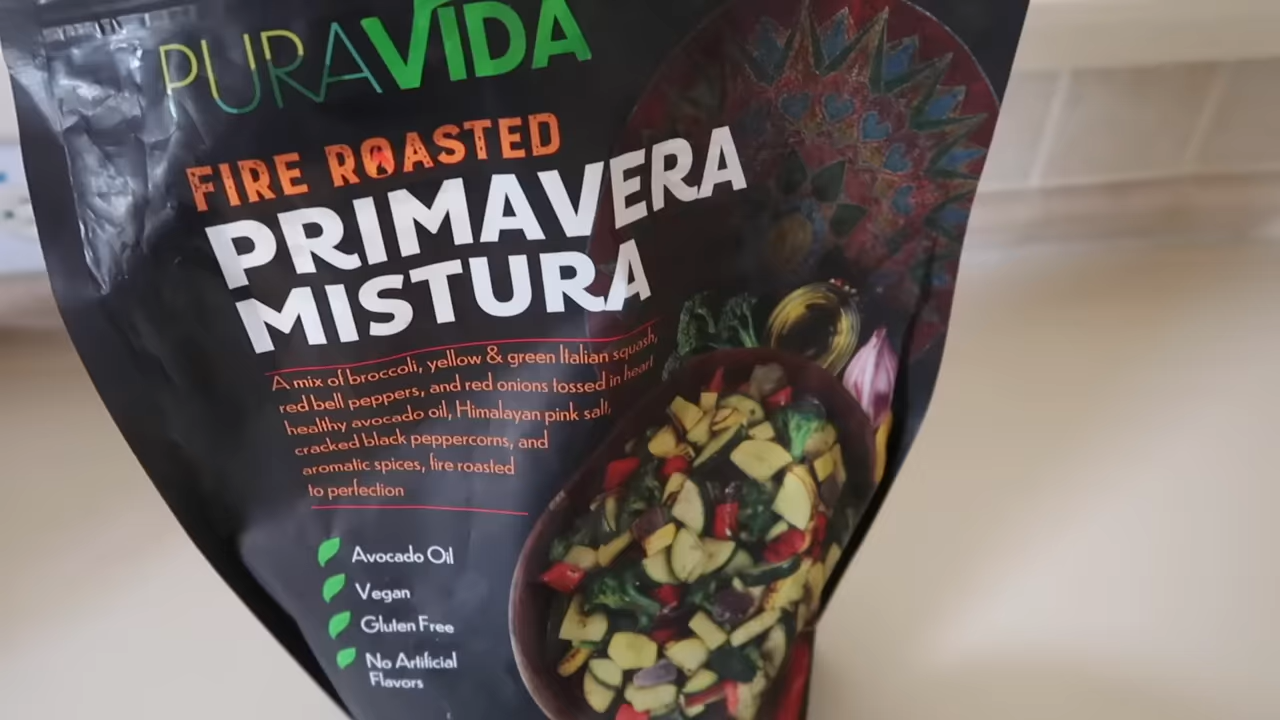 PURAVIDA
FIRE ROASTED
PRIMAVERA
MISTURA
A mix of broccoli, yellow & green Italian squash,
red bell peppers, and red onions tossed in heart
healthy avocado oil, Himalayan pink salt,
cracked black peppercorns, and
aromatic spices, fire roasted
to perfection
Avocado Oil
Vegan
Gluten Free
No Artificial
Flavors